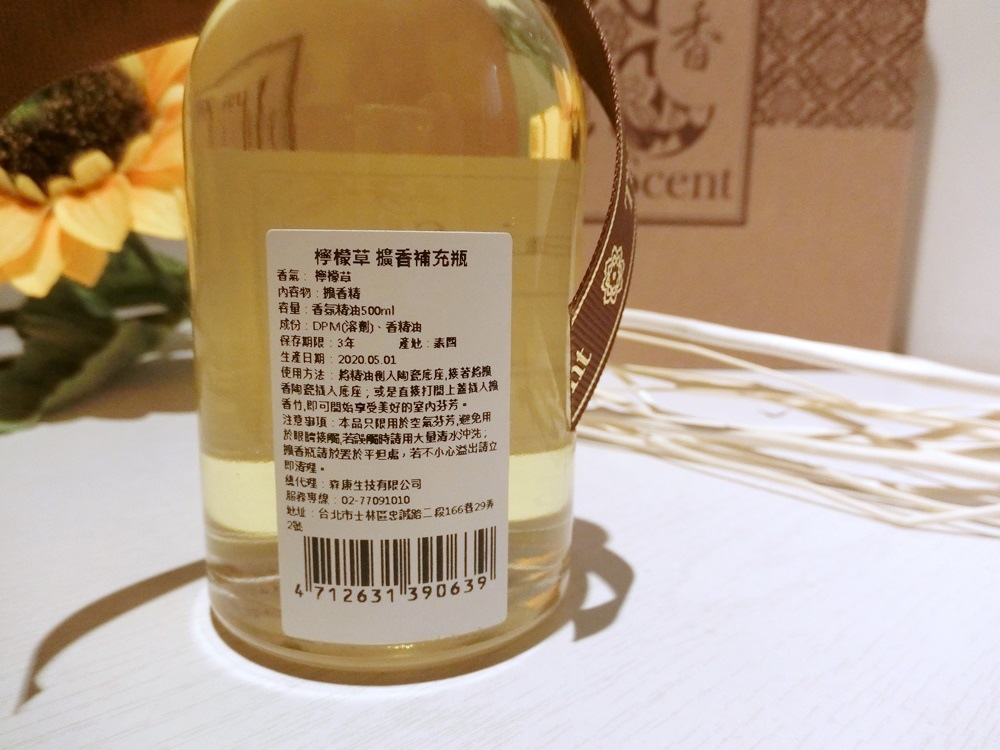 檸檬草 擴香補充瓶
香氣：檸檬草
內容物：擴香精
容量：香氛精油500ml
成份：DPM(溶劑)、香精油
保存期限：3年 產地：泰國
生產日期：2020.05.01
使用方法：將精油倒入陶瓷底座,接著將擴
香陶瓷插入底座；或是直接打開上蓋插入擴
香竹,即可開始享受美好的室內芬芳。
注意事項：本品只限用於空氣芬芳,避免用
於眼睛接觸,若誤觸時請用大量清水沖洗；
擴香瓶請放置於平坦處，若不小心溢出請立
即清理。
總代理：森康生技有限公司
服務專線：02-77091010
地址：台北市士林區忠誠路二段166巷29弄
2號
4 712631 390639
香
cent